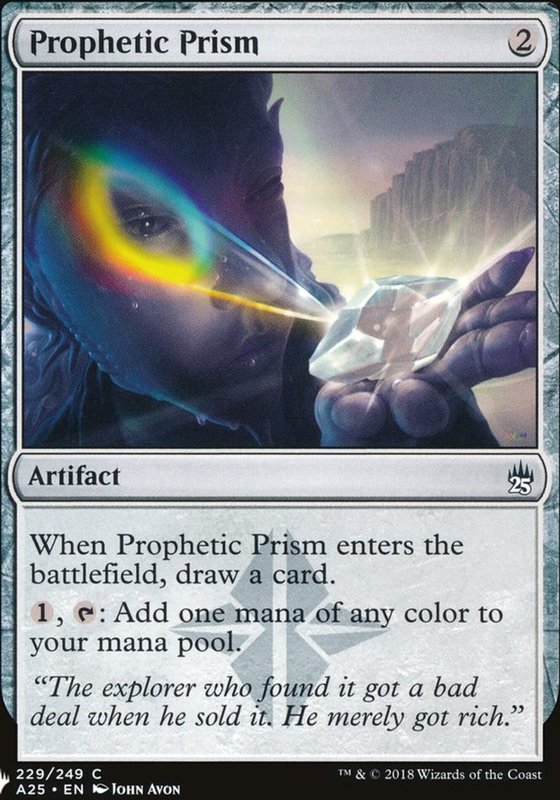 Prophetic Prism 2
Artifact
25
When Prophetic Prism enters the
battlefield, draw a card.
1, : Add one mana of any color to
your mana pool.
“The explorer who found it got a bad
deal when he sold it. He merely got rich.”
229/249 C
™ & © 2018 Wizards of the Coast
A25 • EN John Avon